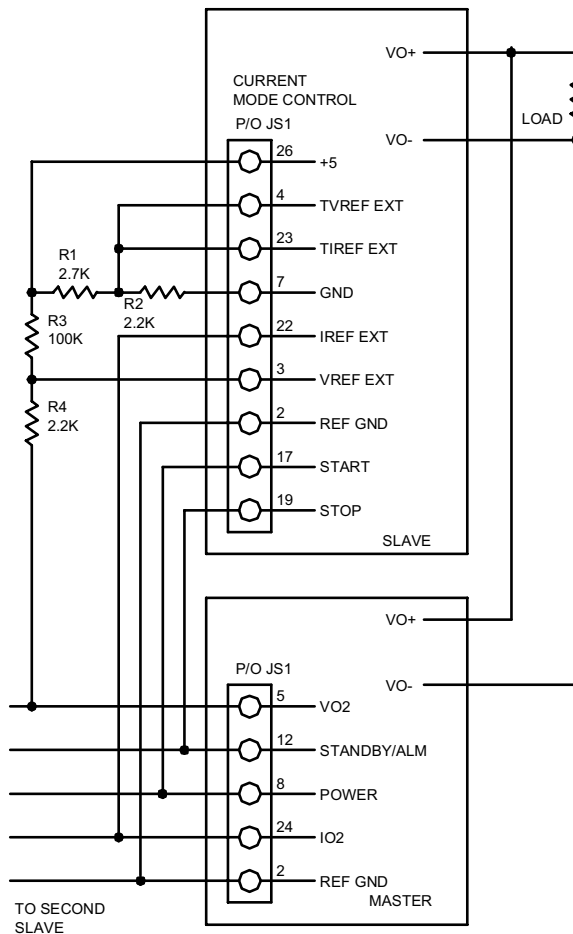 VO+
CURRENT
MODE CONTROL
P/O JS1
LOAD
VO-
26
+5
4
TVREF EXT
23
TIREF EXT
R1
2.7K
7
GND
R2
2.2K
R3
100K
22
IREF EXT
3
VREF EXT
R4
2.2K
2
REF GND
17
START
19
STOP
SLAVE
VO+
P/O JS1
VO-
5
VO2
12
STANDBY/ALM
8
POWER
24
IO2
2
REF GND
MASTER
TO SECOND
SLAVE